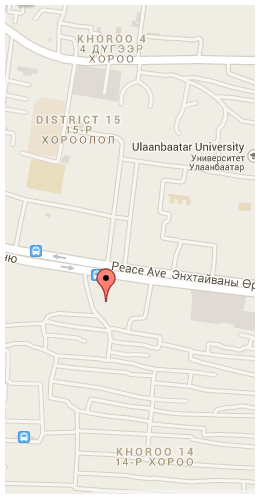 KHOROO 4
4 ДҮГЭЭР
ХОРОО
DISTRICT 15
15-Р
ХОРООЛОЛ
Ulaanbaatar University
Университет
Улаанбаатар
Peace Ave Энхтайваны Өр
ню
KHOROO 14
14-Р ХОРОО